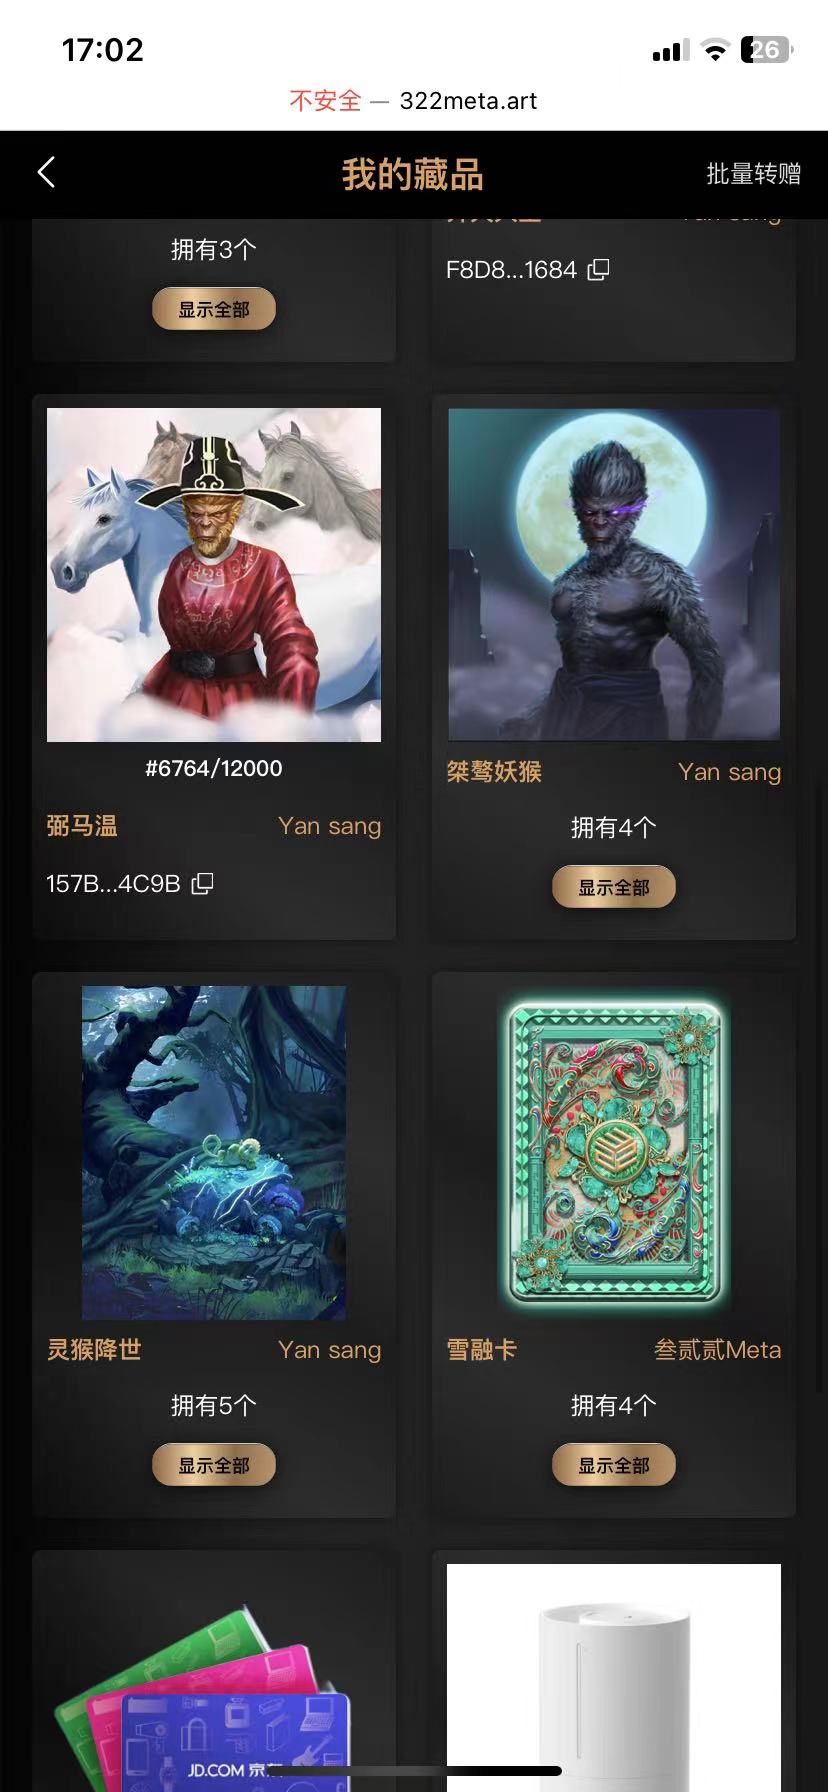 17:02
26
不安全 — 322meta.art
我的藏品
批量转赠
拥有3个
显示全部
Yan sang
F8D8...1684
#6764/12000
弼马温
Yan sang
157B...4C9B
桀骜妖猴
Yan sang
拥有4个
显示全部
灵猴降世
Yan sang
拥有5个
显示全部
雪融卡
叁贰贰Meta
拥有4个
显示全部
JD.COM 京东